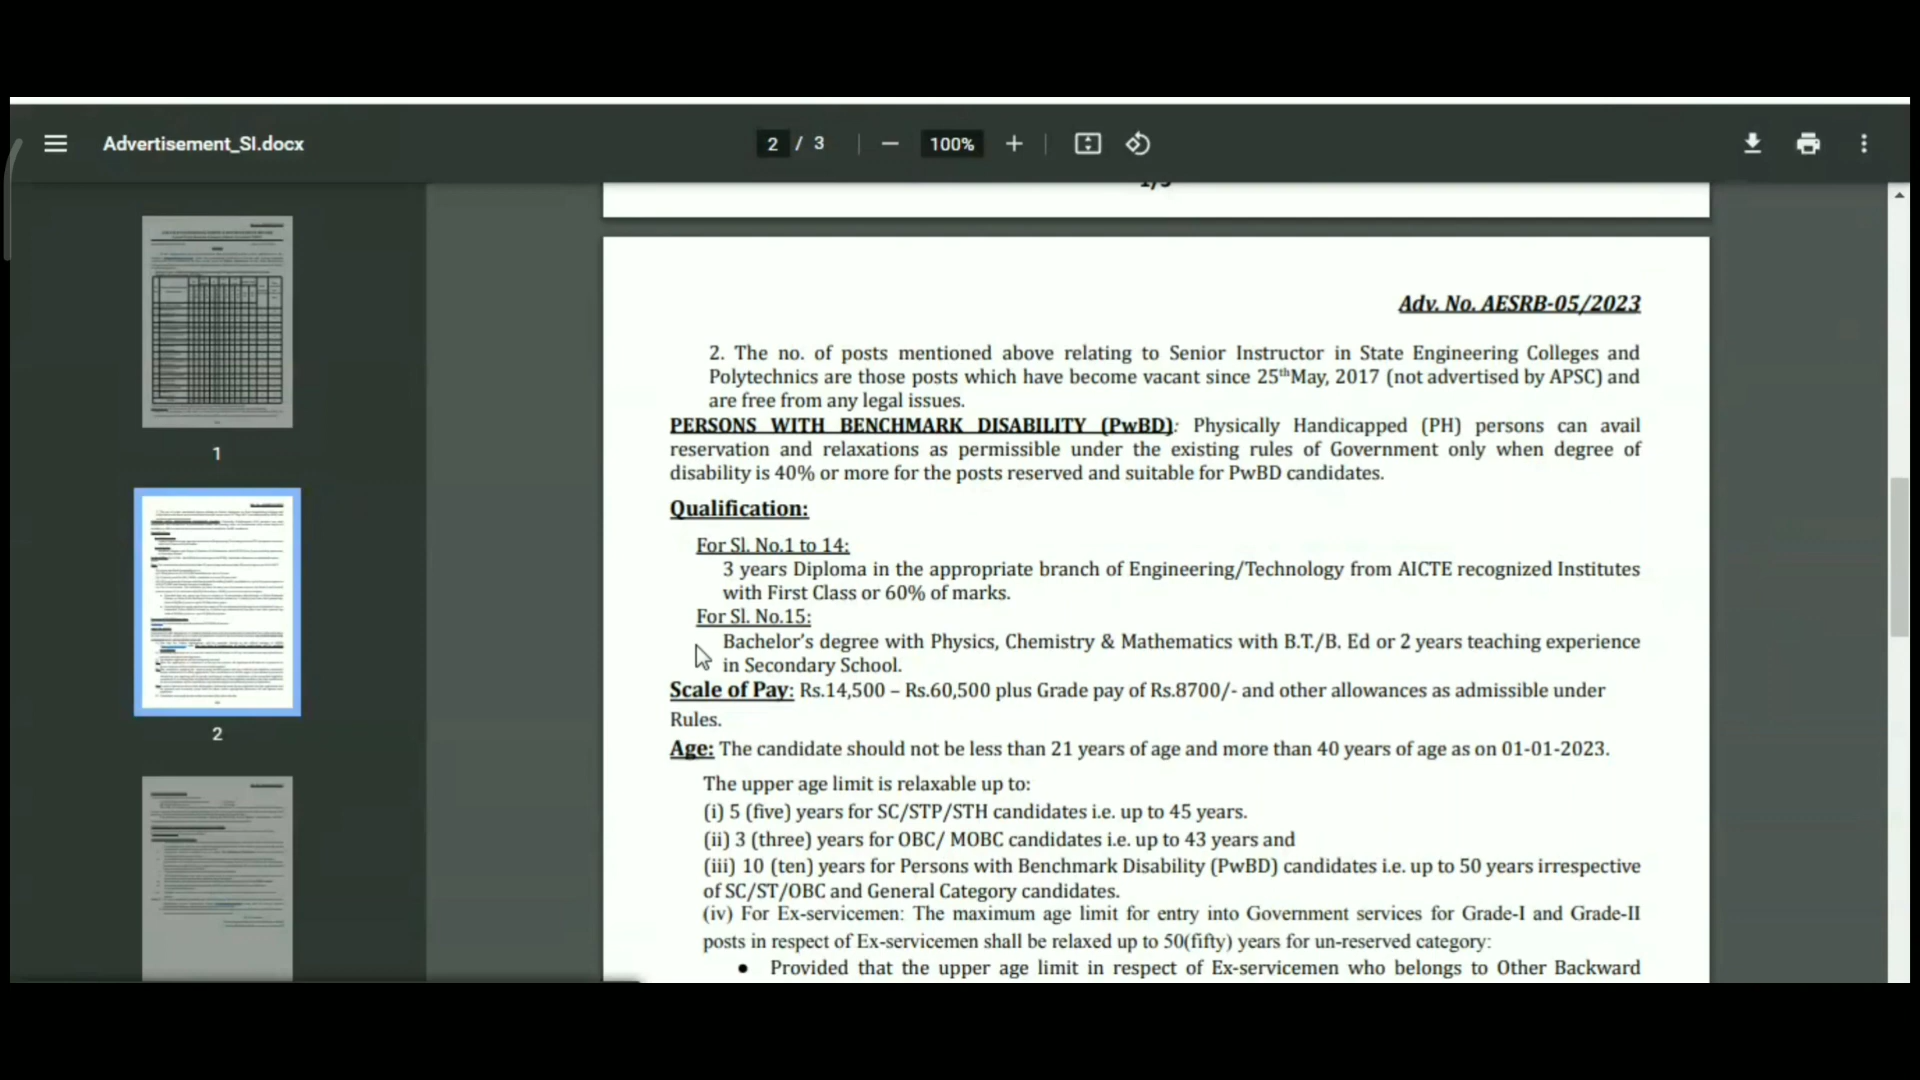 Advertisement_SI.docx
2 / 3
100%
1/3
Adv. No. AESRB-05/2023
2. The no. of posts mentioned above relating to Senior Instructor in State Engineering Colleges and
Polytechnics are those posts which have become vacant since 25thMay, 2017 (not advertised by APSC) and
are free from any legal issues.
PERSONS WITH BENCHMARK DISABILITY (PwBD): Physically Handicapped (PH) persons can avail
reservation and relaxations as permissible under the existing rules of Government only when degree of
disability is 40% or more for the posts reserved and suitable for PwBD candidates.
Qualification:
For Sl. No.1 to 14:
3 years Diploma in the appropriate branch of Engineering/Technology from AICTE recognized Institutes
with First Class or 60% of marks.
For Sl. No.15:
Bachelor's degree with Physics, Chemistry & Mathematics with B.T./B. Ed or 2 years teaching experience
in Secondary School.
Scale of Pay: Rs.14,500 – Rs.60,500 plus Grade pay of Rs.8700/- and other allowances as admissible under
Rules.
Age: The candidate should not be less than 21 years of age and more than 40 years of age as on 01-01-2023.
The upper age limit is relaxable up to:
(i) 5 (five) years for SC/STP/STH candidates i.e. up to 45 years.
(ii) 3 (three) years for OBC/ MOBC candidates i.e. up to 43 years and
(iii) 10 (ten) years for Persons with Benchmark Disability (PwBD) candidates i.e. up to 50 years irrespective
of SC/ST/OBC and General Category candidates.
(iv) For Ex-servicemen: The maximum age limit for entry into Government services for Grade-I and Grade-II
posts in respect of Ex-servicemen shall be relaxed up to 50(fifty) years for un-reserved category:
● Provided that the upper age limit in respect of Ex-servicemen who belongs to Other Backward
1
2